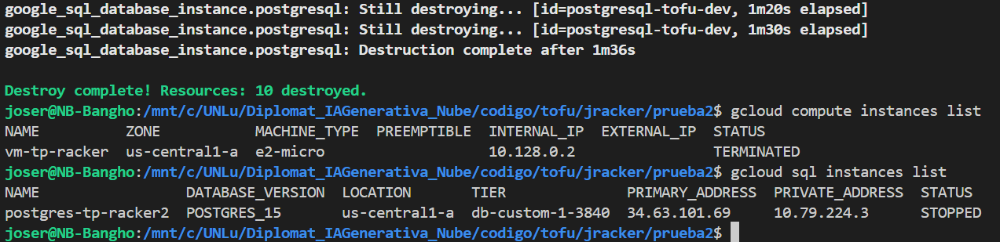 google_sql_database_instance.postgresql: Still destroying... [id=postgresql-tofu-dev, 1m20s elapsed]
google_sql_database_instance.postgresql: Still destroying... [id=postgresql-tofu-dev, 1m30s elapsed]
google_sql_database_instance.postgresql: Destruction complete after 1m36s
Destroy complete! Resources: 10 destroyed.
joser@NB-Bangho:/mnt/c/UNLu/Diplomat_IAGenerativa_Nube/codigo/tofu/jracker/prueba2$ gcloud compute instances list
NAME ZONE MACHINE_TYPE PREEMPTIBLE INTERNAL_IP EXTERNAL_IP STATUS
vm-tp-racker us-central1-a e2-micro 10.128.0.2 TERMINATED
joser@NB-Bangho:/mnt/c/UNLu/Diplomat_IAGenerativa_Nube/codigo/tofu/jracker/prueba2$ gcloud sql instances list
NAME DATABASE_VERSION LOCATION TIER PRIMARY_ADDRESS PRIVATE_ADDRESS STATUS
postgres-tp-racker2 POSTGRES_15 us-central1-a db-custom-1-3840 34.63.101.69 10.79.224.3 STOPPED
joser@NB-Bangho:/mnt/c/UNLu/Diplomat_IAGenerativa_Nube/codigo/tofu/jracker/prueba2$